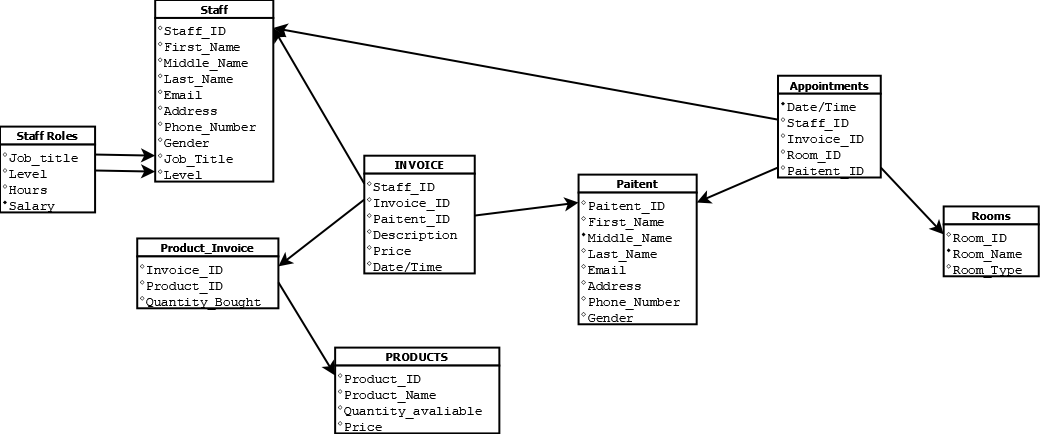 Staff
Staff_ID
First_Name
Middle_Name
Last_Name
Email
Address
Phone_Number
Gender
Job_Title
Level
Staff Roles
Job_title
Level
Hours
Salary
INVOICE
Staff_ID
Invoice_ID
Paitent_ID
Description
Price
Date/Time
Appointments
Date/Time
Staff_ID
Invoice_ID
Room_ID
Paitent_ID
Paitent
Paitent_ID
First_Name
Middle_Name
Last_Name
Email
Address
Phone_Number
Gender
Rooms
Room_ID
Room_Name
Room_Type
Product_Invoice
Invoice_ID
Product_ID
Quantity_Bought
PRODUCTS
Product_ID
Product_Name
Quantity_avaliable
Price